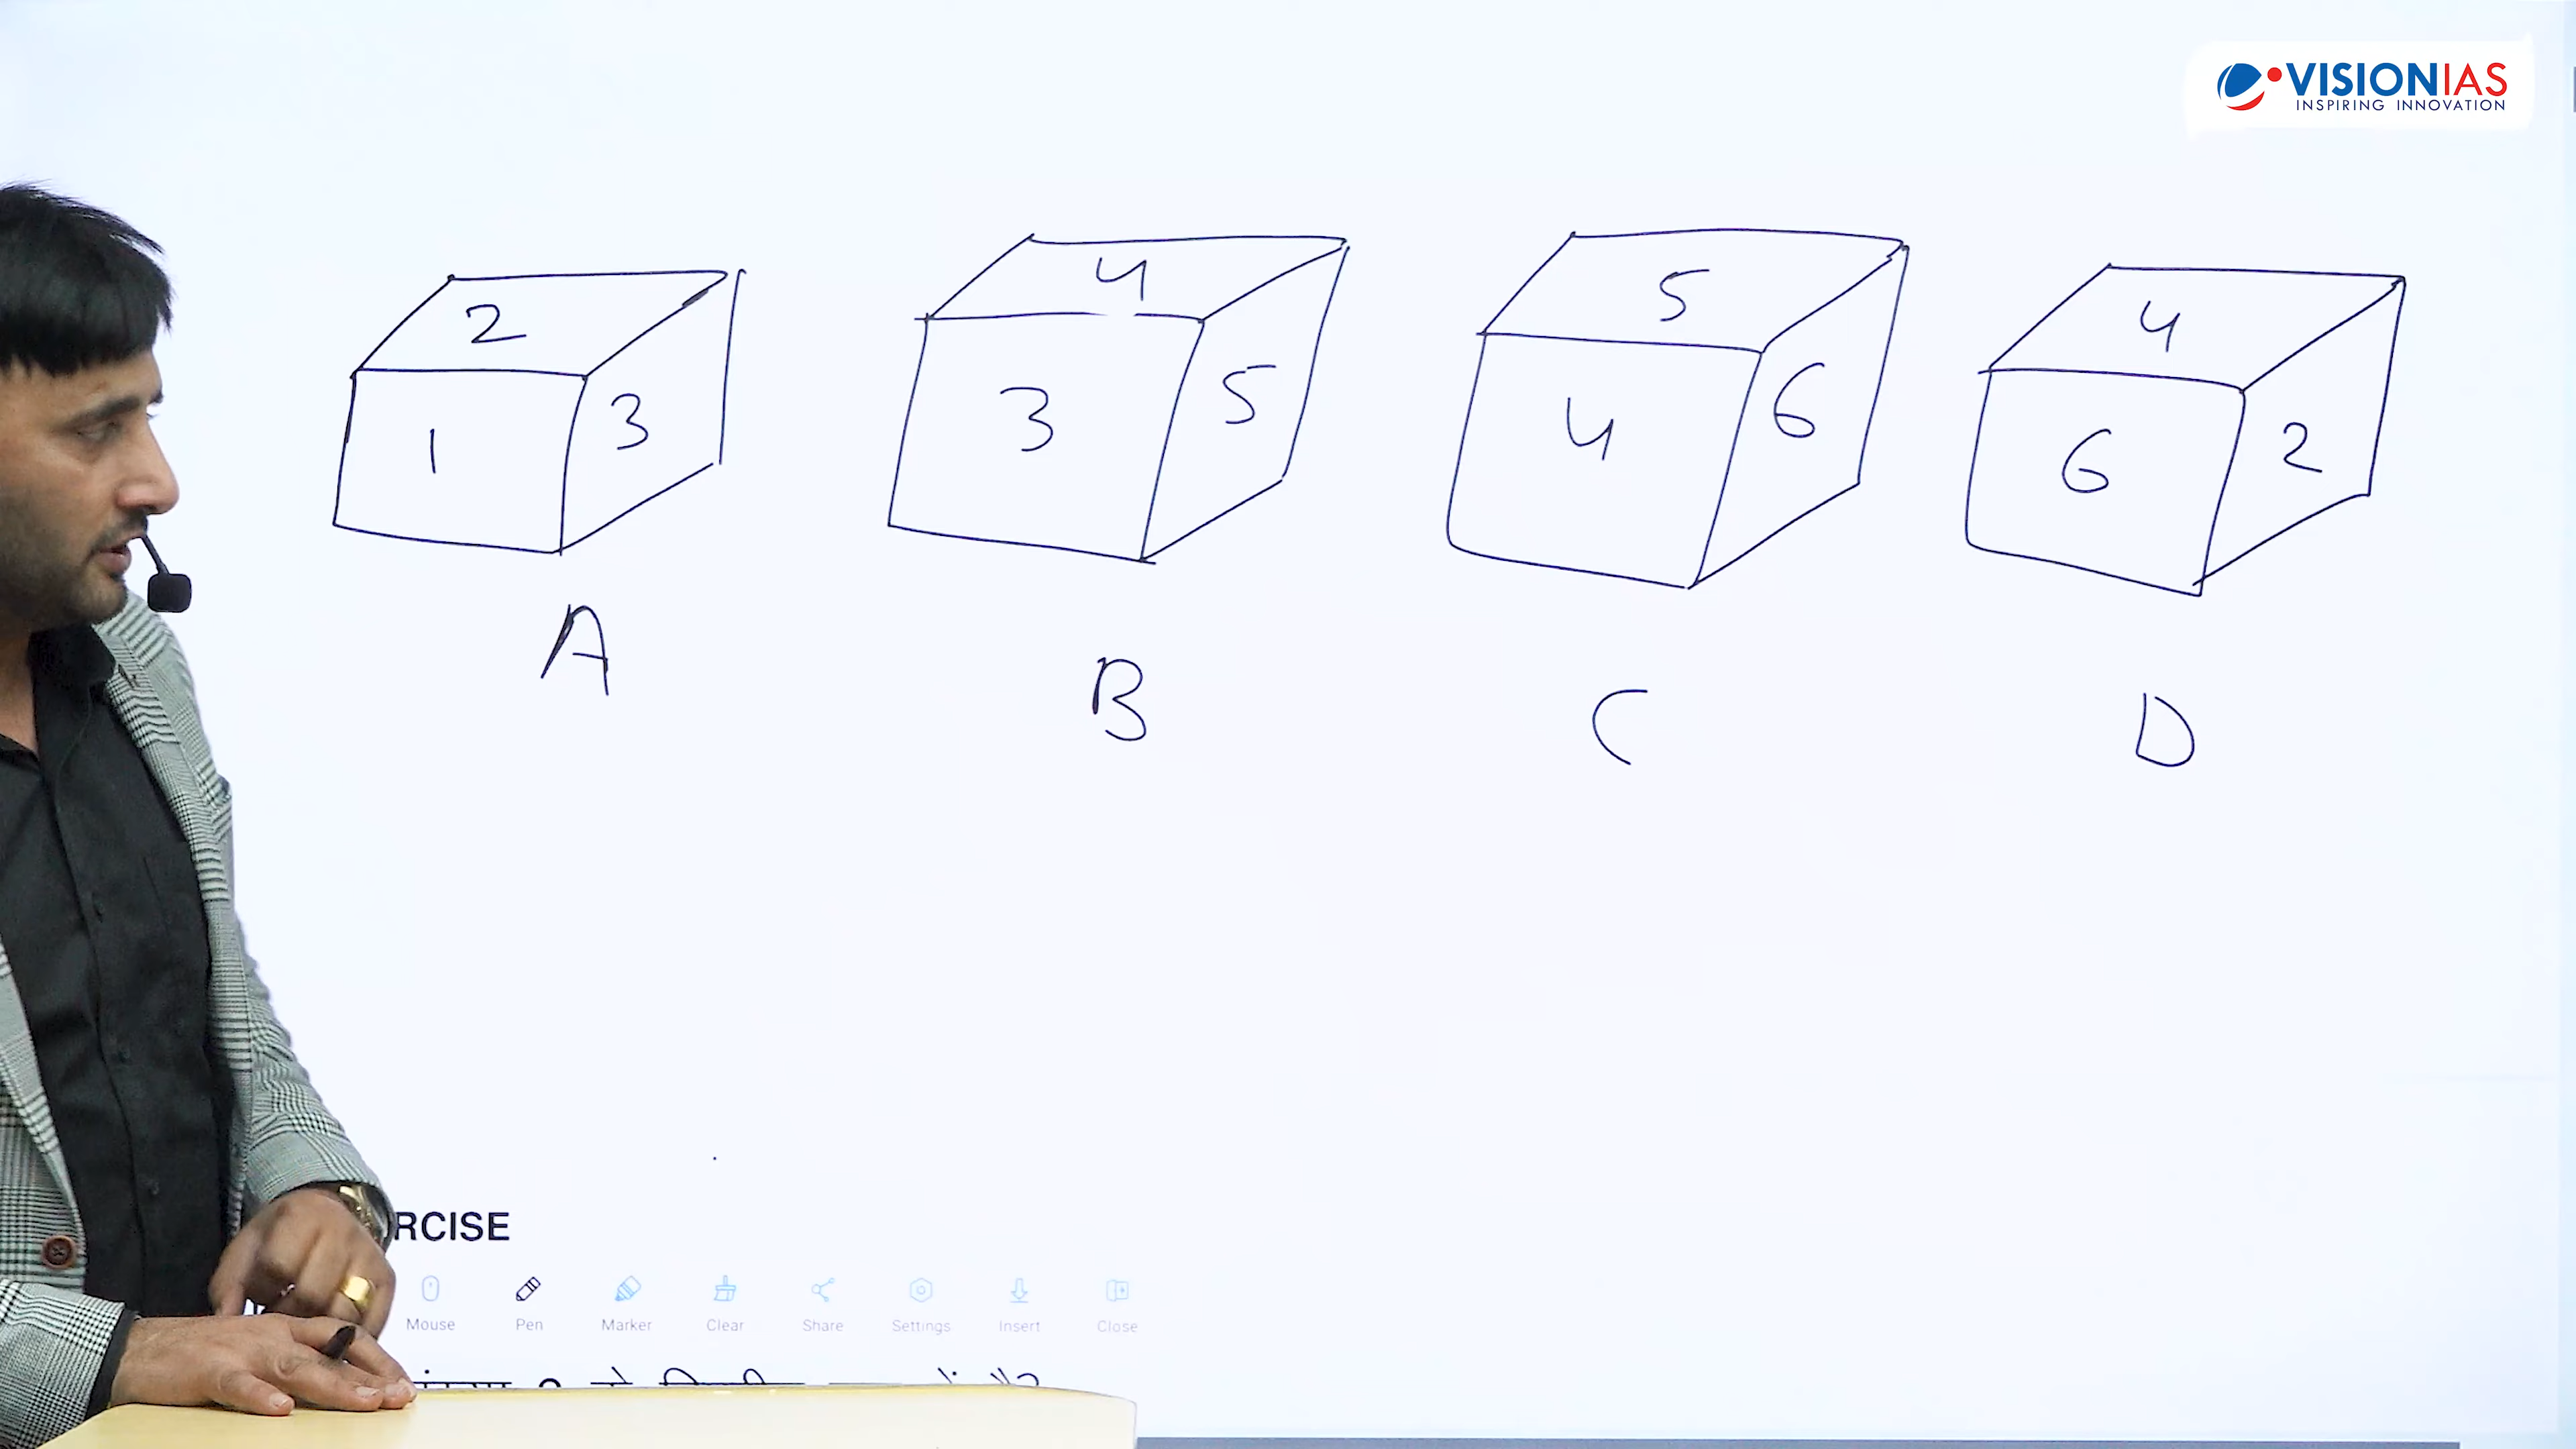 VISIONIAS
INSPIRING INNOVATION
2
1
3
A
4
3
5
B
5
4
6
C
4
6
2
D
RCISE
Mouse
Pen
Marker
Clear
Share
Settings
Insert
Close